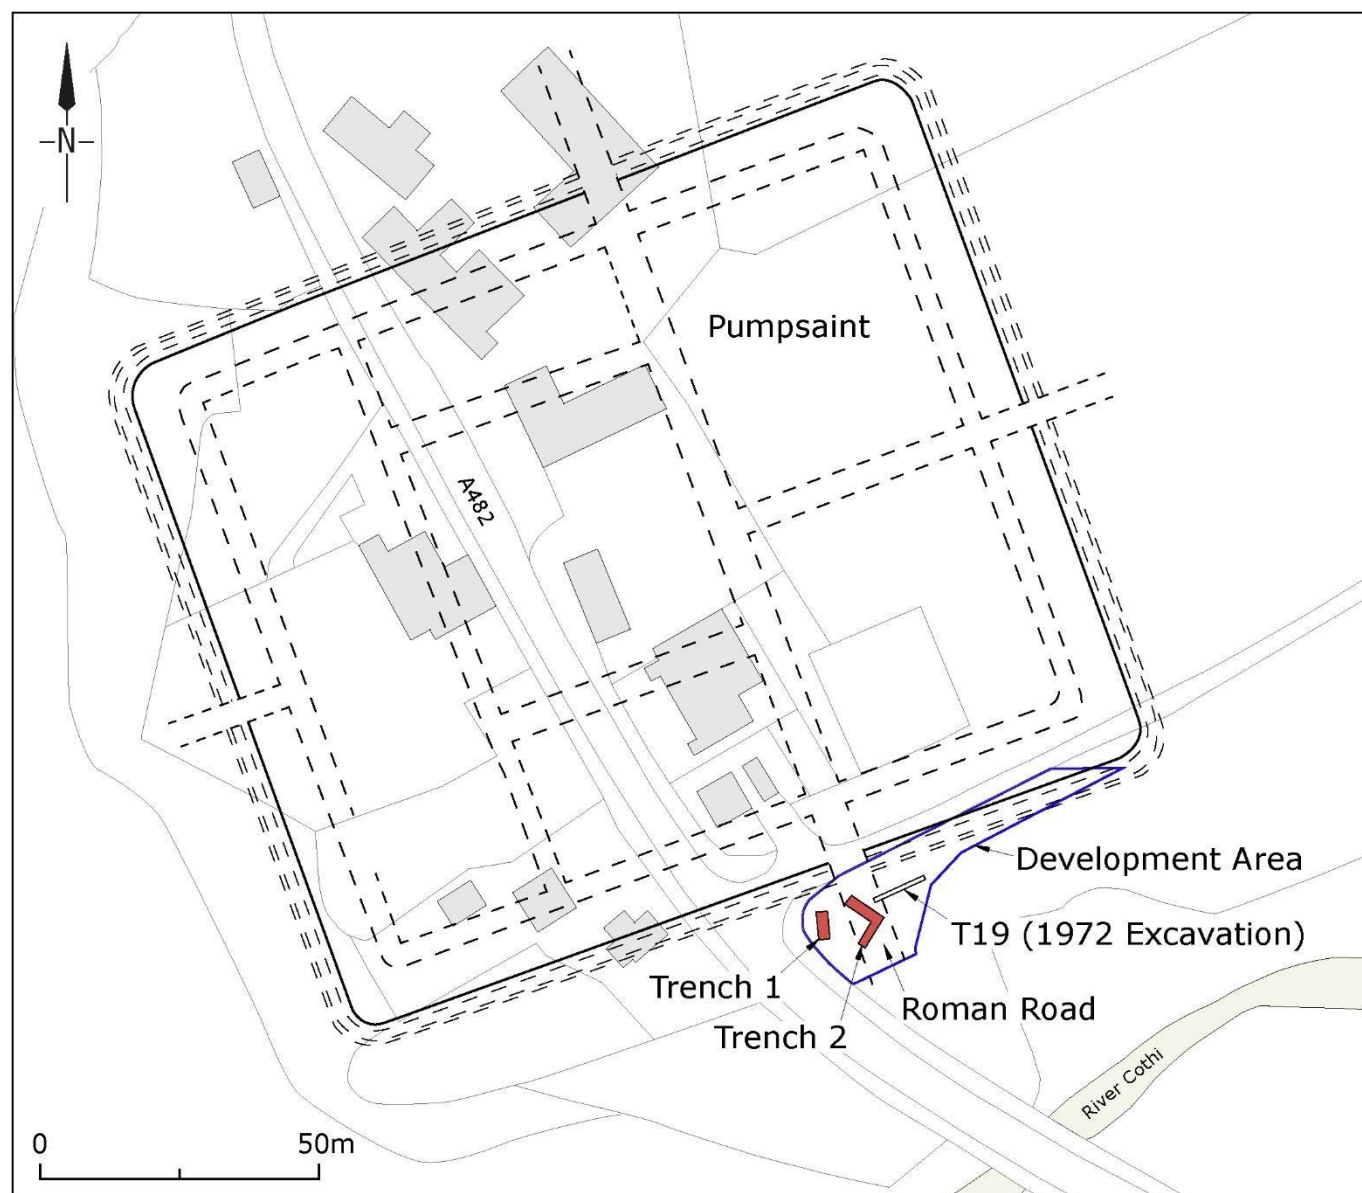 N
Pumpsaint
A482
Development Area
T19 (1972 Excavation)
Trench 1
Roman Road
Trench 2
River Cothi
0 50m